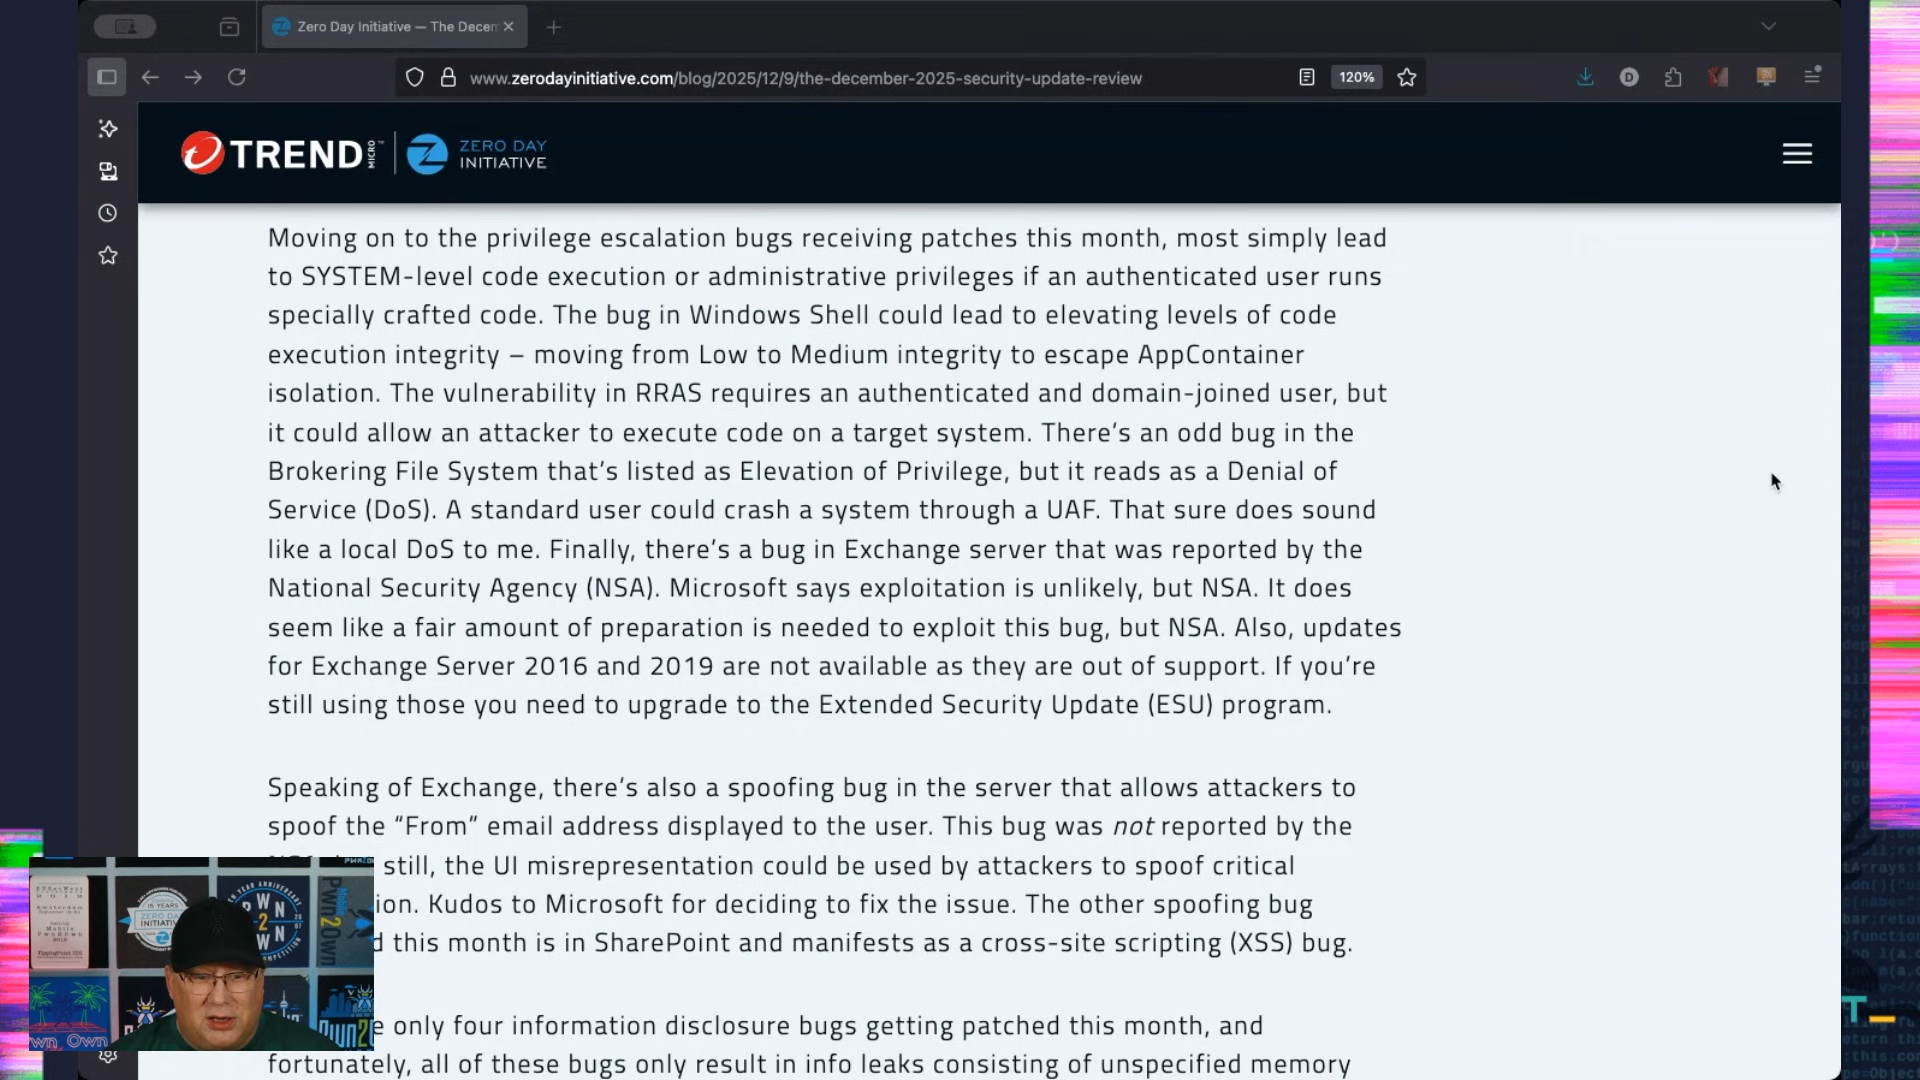 Zero Day Initiative — The Decem
www.zerodayinitiative.com/blog/2025/12/9/the-december-2025-security-update-review
120%
D
TREND MICRO™
ZERO DAY INITIATIVE
Moving on to the privilege escalation bugs receiving patches this month, most simply lead
to SYSTEM-level code execution or administrative privileges if an authenticated user runs
specially crafted code. The bug in Windows Shell could lead to elevating levels of code
execution integrity – moving from Low to Medium integrity to escape AppContainer
isolation. The vulnerability in RRAS requires an authenticated and domain-joined user, but
it could allow an attacker to execute code on a target system. There’s an odd bug in the
Brokering File System that’s listed as Elevation of Privilege, but it reads as a Denial of
Service (DoS). A standard user could crash a system through a UAF. That sure does sound
like a local DoS to me. Finally, there’s a bug in Exchange server that was reported by the
National Security Agency (NSA). Microsoft says exploitation is unlikely, but NSA. It does
seem like a fair amount of preparation is needed to exploit this bug, but NSA. Also, updates
for Exchange Server 2016 and 2019 are not available as they are out of support. If you’re
still using those you need to upgrade to the Extended Security Update (ESU) program.
Speaking of Exchange, there’s also a spoofing bug in the server that allows attackers to
spoof the “From” email address displayed to the user. This bug was not reported by the
still, the UI misrepresentation could be used by attackers to spoof critical
ion. Kudos to Microsoft for deciding to fix the issue. The other spoofing bug
d this month is in SharePoint and manifests as a cross-site scripting (XSS) bug.
e only four information disclosure bugs getting patched this month, and
fortunately, all of these bugs only result in info leaks consisting of unspecified memory